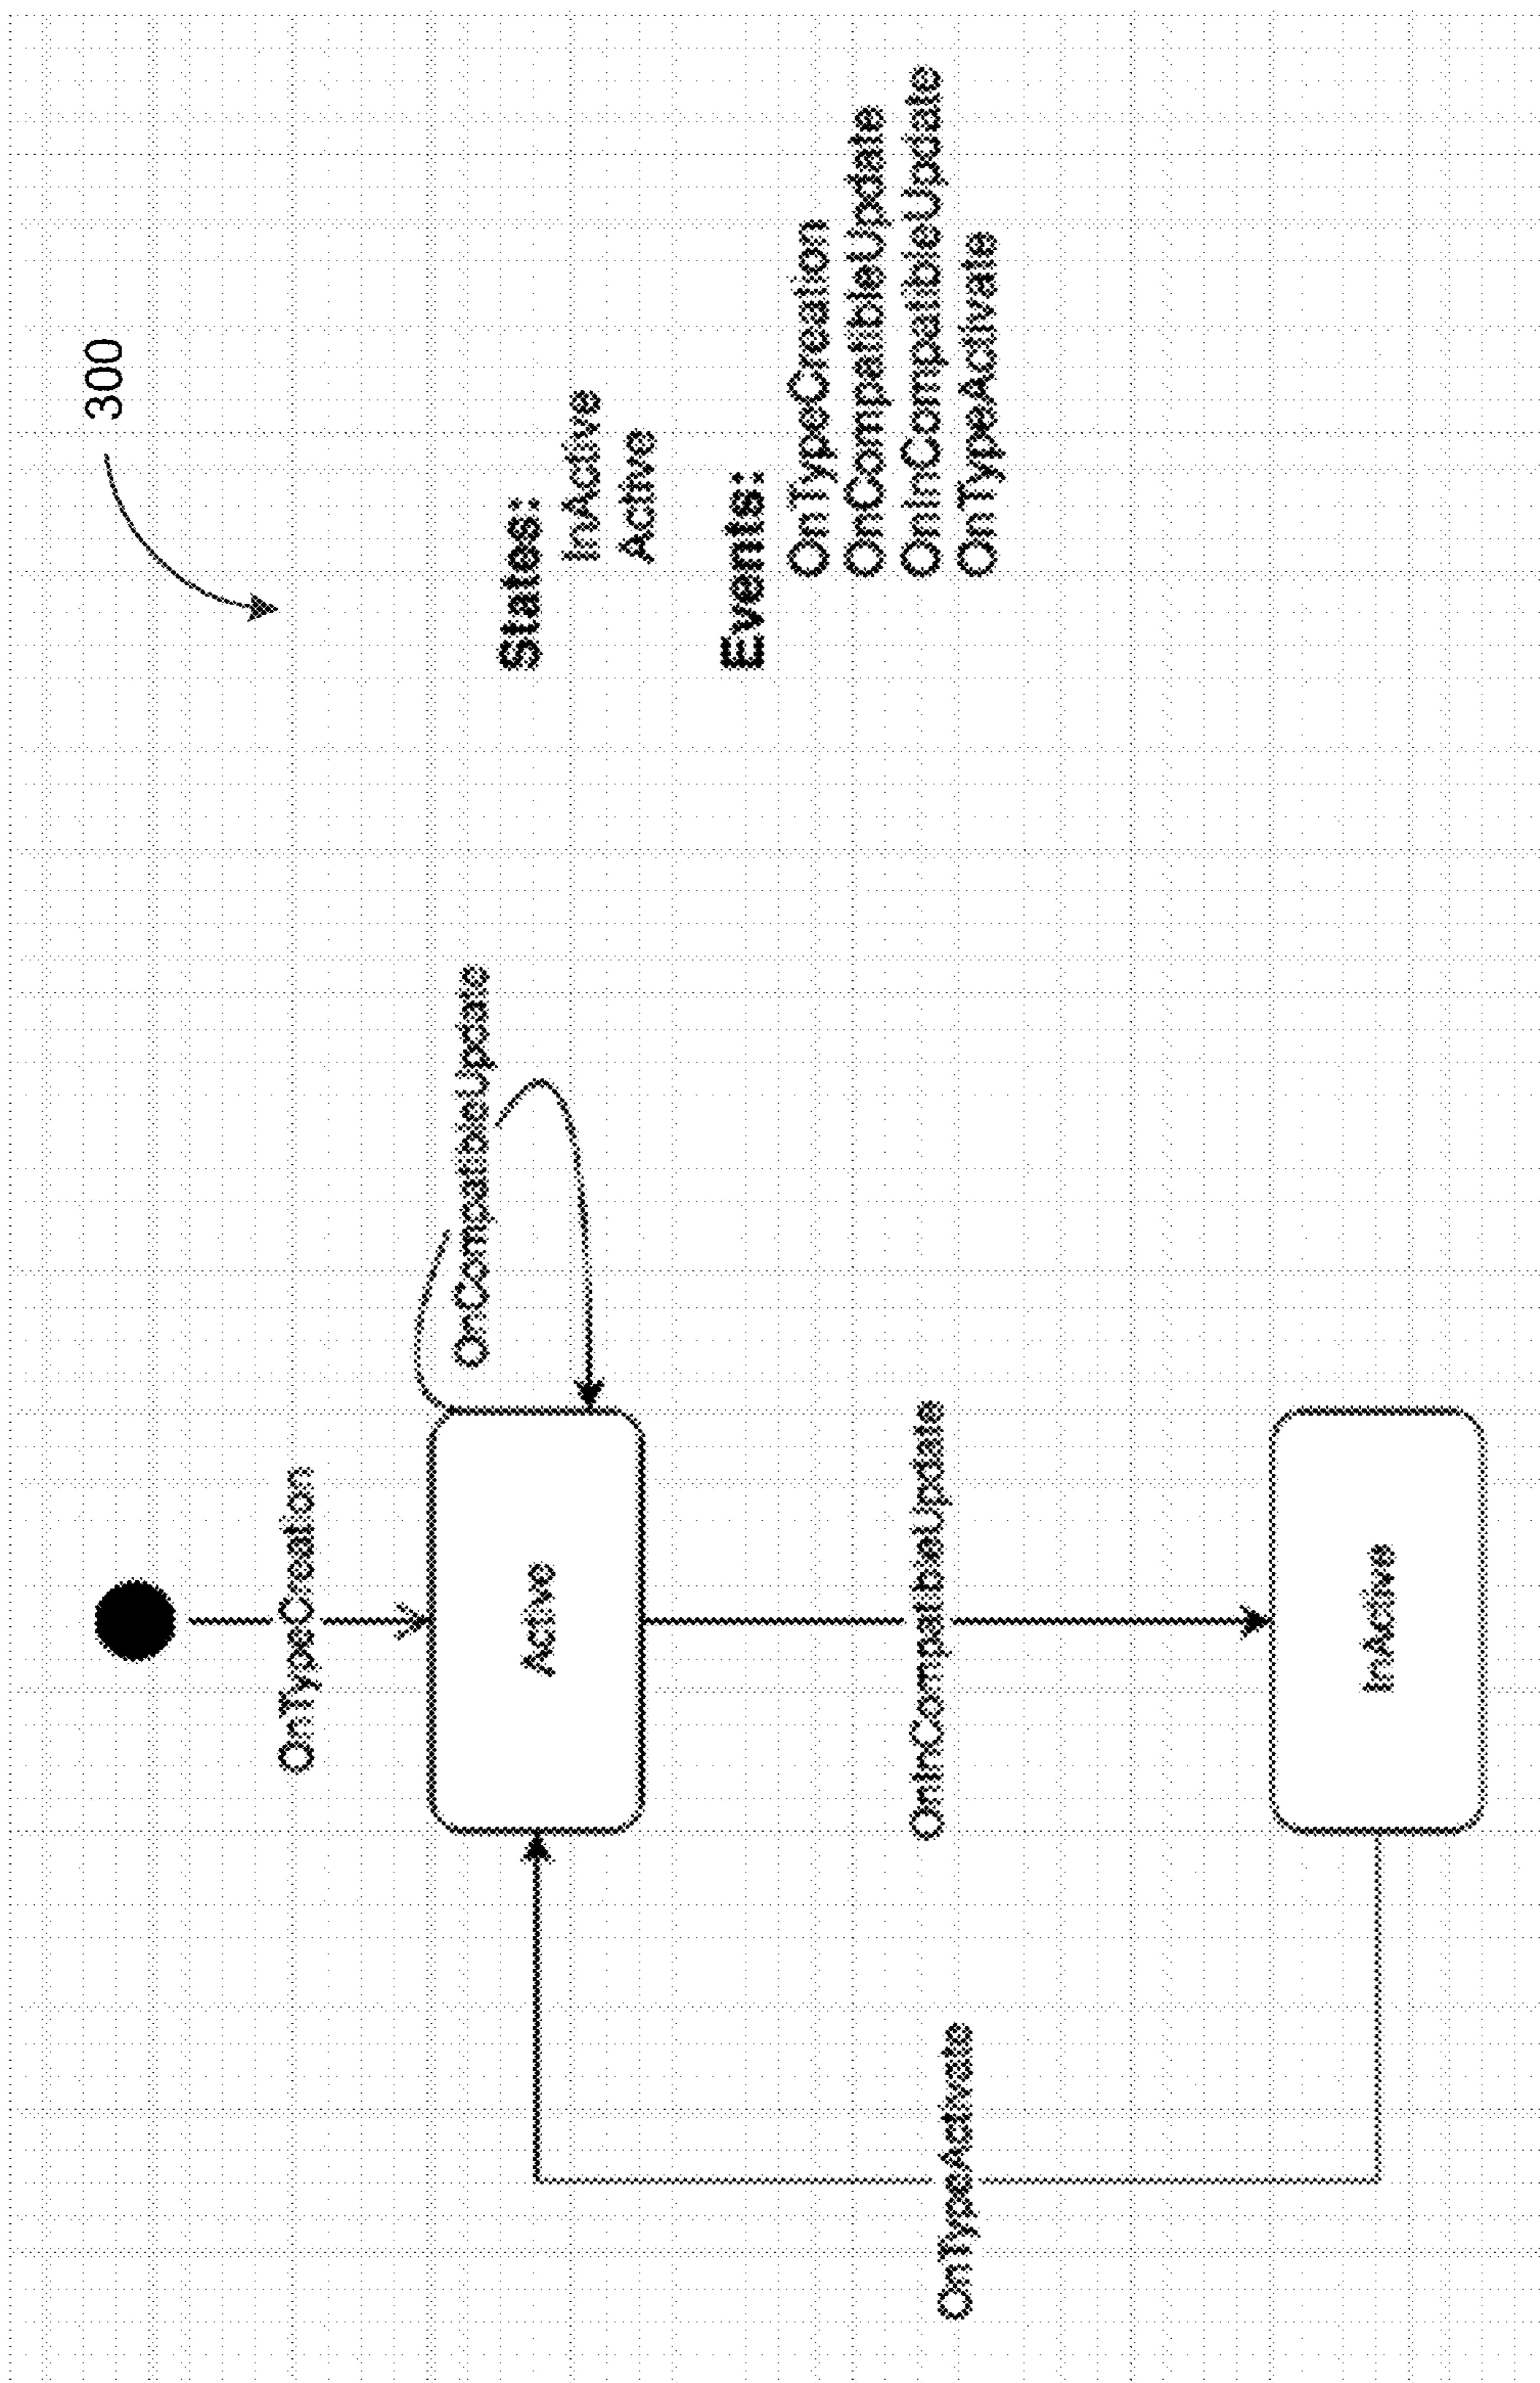 300
OnTypeCreation
OnCompatibleUpdate
Active
OnInCompatibleUpdate
OnTypeActivate
InActive
States:
InActive
Active
Events:
OnTypeCreation
OnCompatibleUpdate
OnInCompatibleUpdate
OnTypeActivate